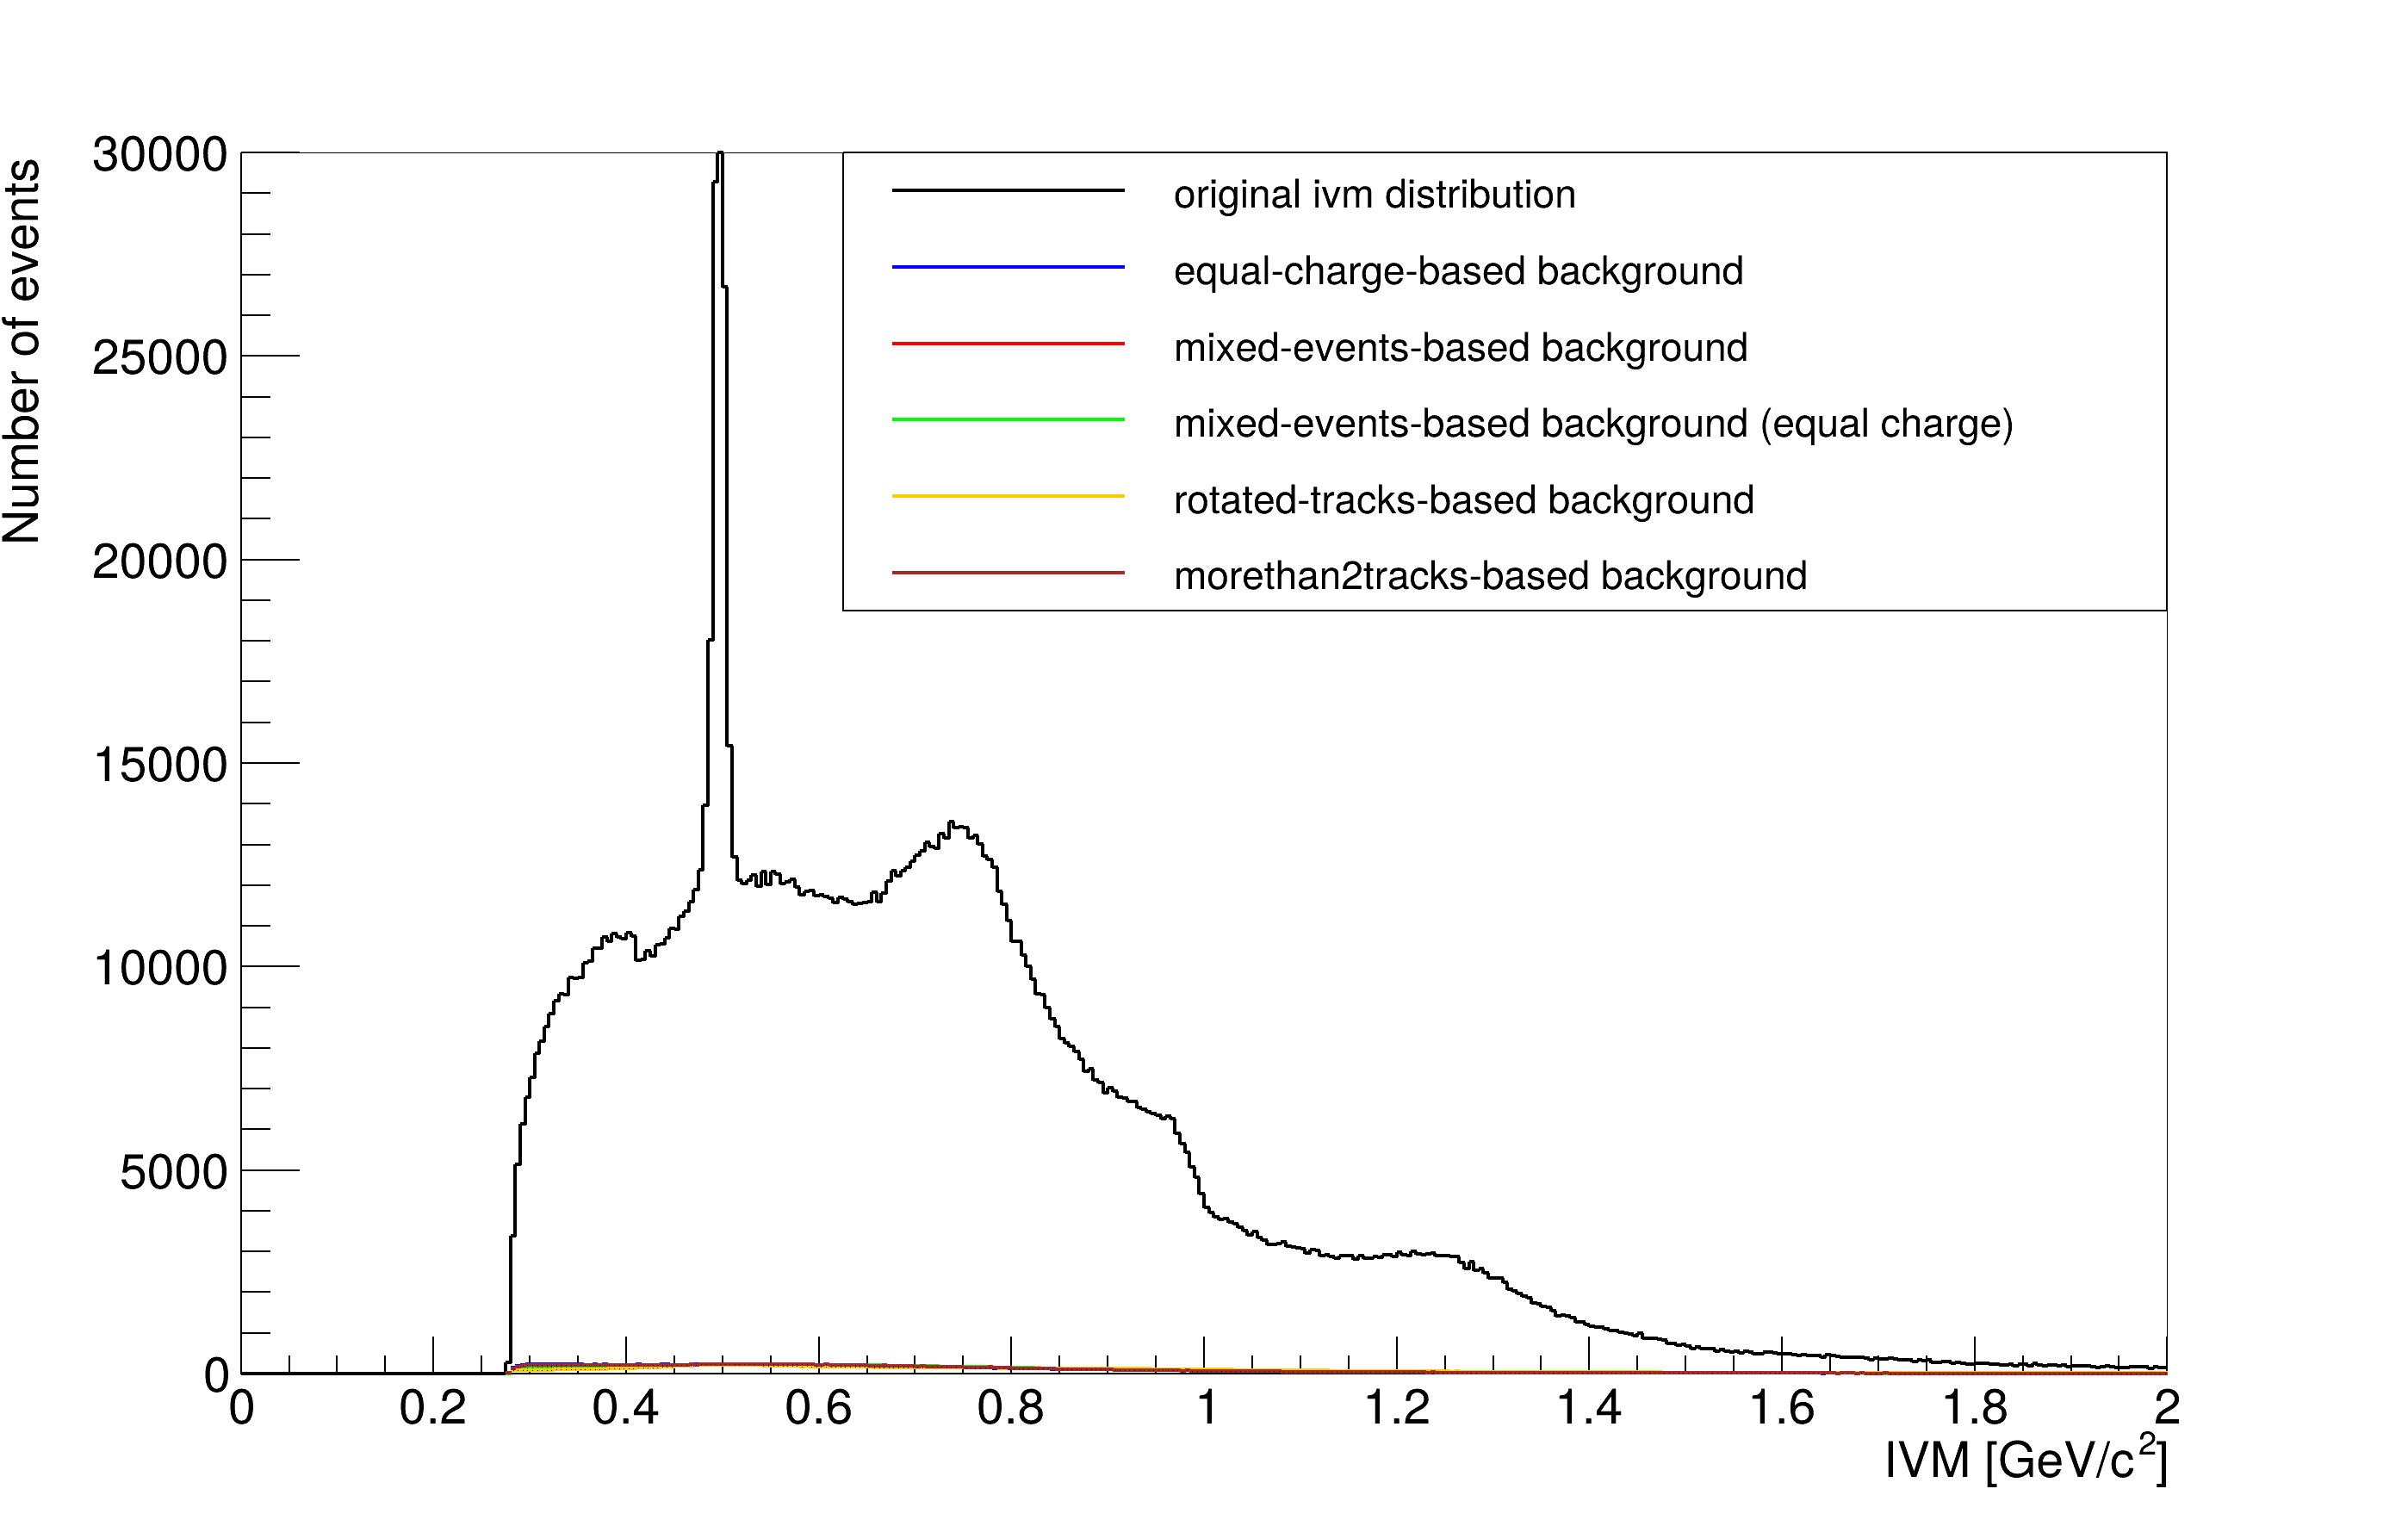 Number of events
30000
25000
20000
15000
10000
5000
0
original ivm distribution
equal-charge-based background
mixed-events-based background
mixed-events-based background (equal charge)
rotated-tracks-based background
morethan2tracks-based background
0 0.2 0.4 0.6 0.8 1 1.2 1.4 1.6 1.8 2
IVM [GeV/c²]